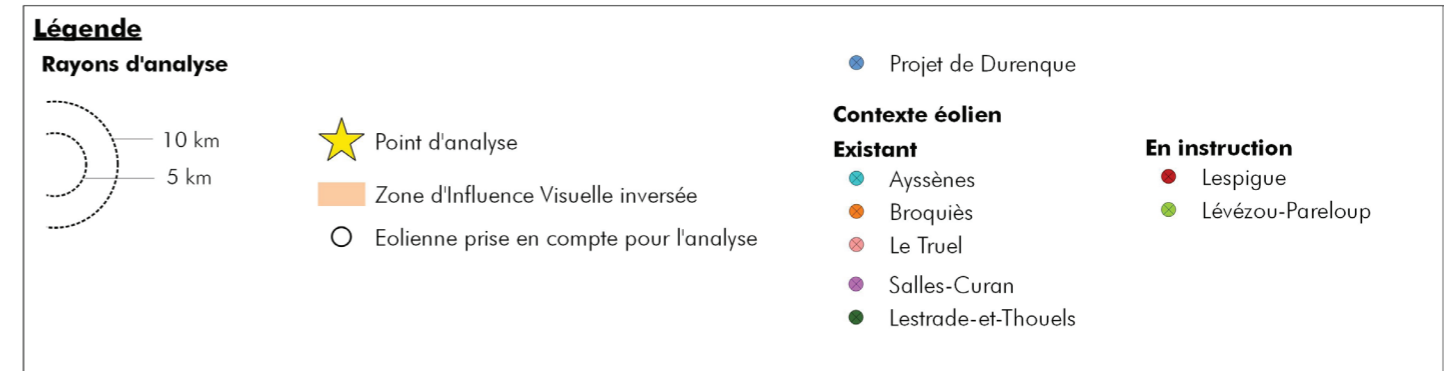 Légende
Rayons d'analyse
10 km
5 km
Point d'analyse
Zone d'Influence Visuelle inversée
Eolienne prise en compte pour l'analyse
Projet de Durenque
Contexte éolien
Existant
Ayssènes
Broquiès
Le Truel
Salles-Curan
Lestrade-et-Thouels
En instruction
Lespigue
Lévézou-Pareloup